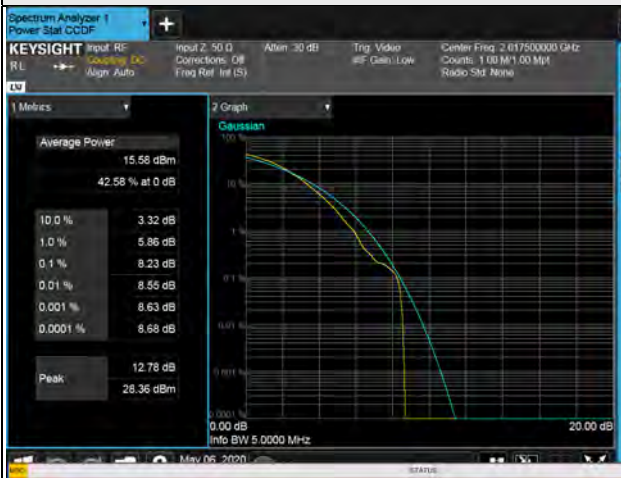 Spectrum Analyzer 1
Power Stat CCDF
KEYSIGHT Input: RF
RL
Coupling: DC
Align: Auto
Input Z: 50 Ω
Corrections: Off
Freq Ref: Int (S)
Atten: 30 dB
Trig: Video
#IF Gain: Low
Center Freq: 2.017500000 GHz
Counts: 1.00 M/1.00 Mpt
Radio Std: None
LW
1 Metrics
Average Power
15.58 dBm
42.58 % at 0 dB
10.0 % 3.32 dB
1.0 % 5.86 dB
0.1 % 8.23 dB
0.01 % 8.55 dB
0.001 % 8.63 dB
0.0001 % 8.68 dB
Peak
12.78 dB
28.36 dBm
2 Graph
Gaussian
100 %
10 %
1 %
0.1 %
0.01 %
0.001 %
0.0001 %
0.00 dB 20.00 dB
Info BW 5.0000 MHz
May 06, 2020
MSG STATUS